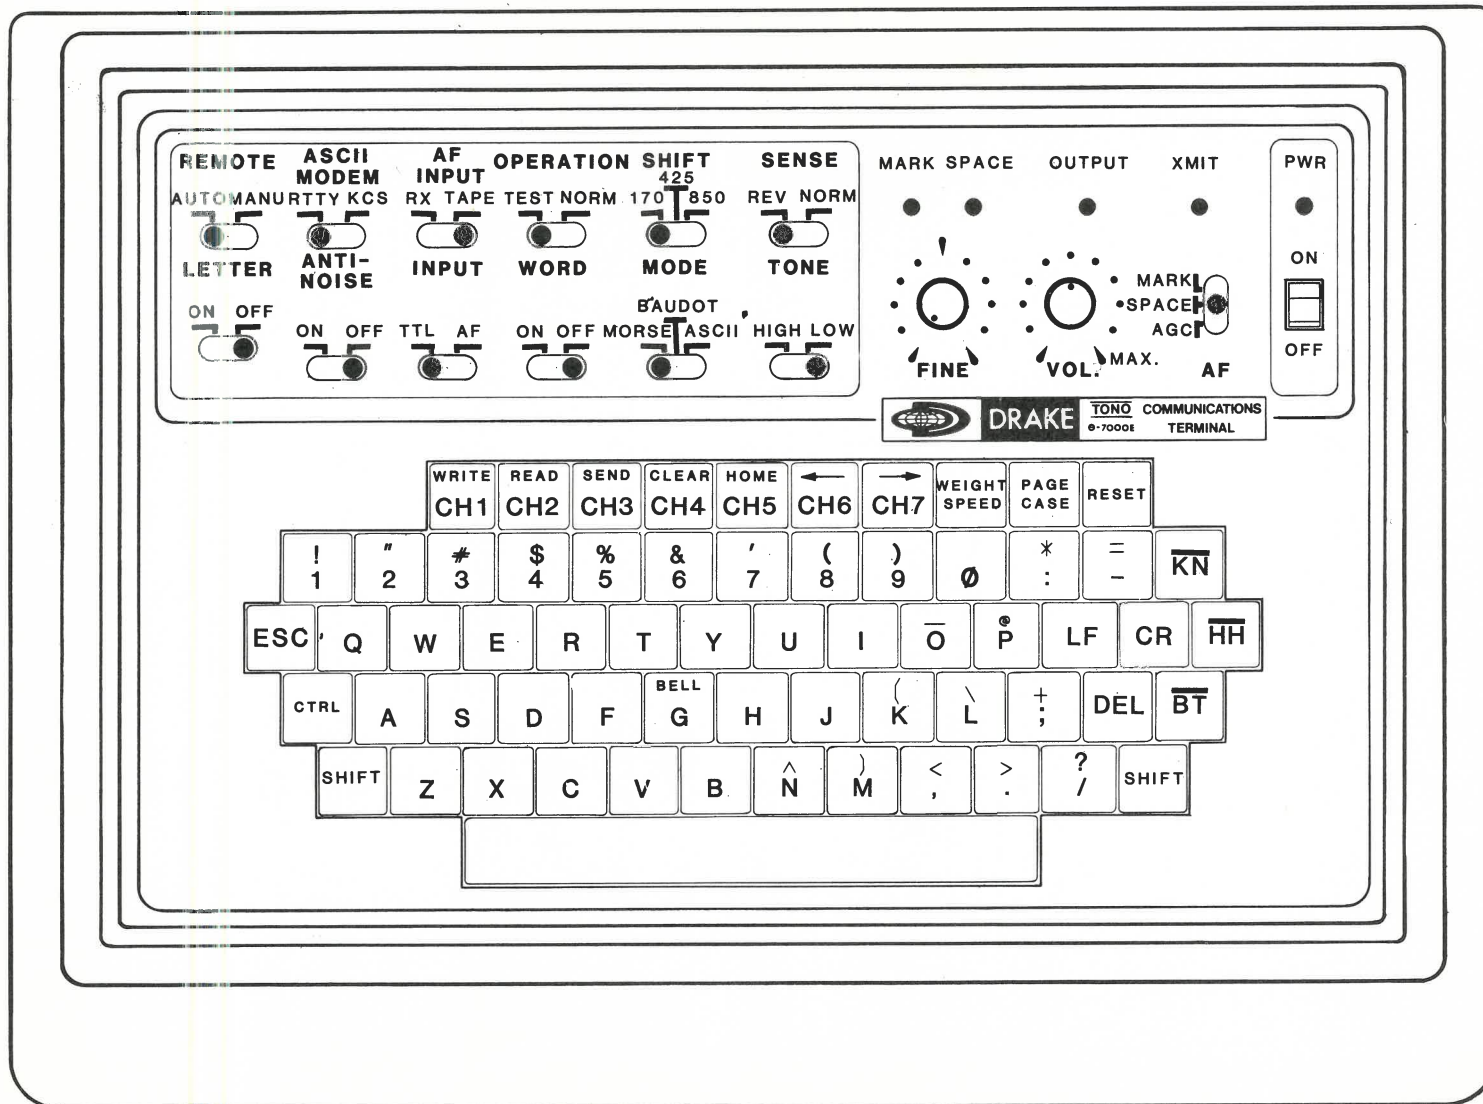 REMOTE ASCII MODEM AF INPUT OPERATION SHIFT SENSE
AUTO MANU RTTY KCS RX TAPE TEST NORM 170 425 850 REV NORM
LETTER ANTI-NOISE INPUT WORD MODE TONE
ON OFF ON OFF TTL AF ON OFF MORSE BAUDOT ASCII HIGH LOW
MARK SPACE OUTPUT XMIT PWR
ON
MARK
SPACE
AGC
OFF
FINE VOL. MAX. AF
DRAKE TONO COMMUNICATIONS
Θ-7000E TERMINAL
WRITE READ SEND CLEAR HOME ← → WEIGHT PAGE RESET
CH1 CH2 CH3 CH4 CH5 CH6 CH7 SPEED CASE
! " # $ % & ' ( ) * = K̅N̅
1 2 3 4 5 6 7 8 9 Ø : -
ESC Q W E R T Y U I _ O @ P LF CR H̅H̅
CTRL A S D F BELL G H J ( K \ L + ; DEL B̅T̅
SHIFT Z X C V B ^ N ) M < , > . ? / SHIFT